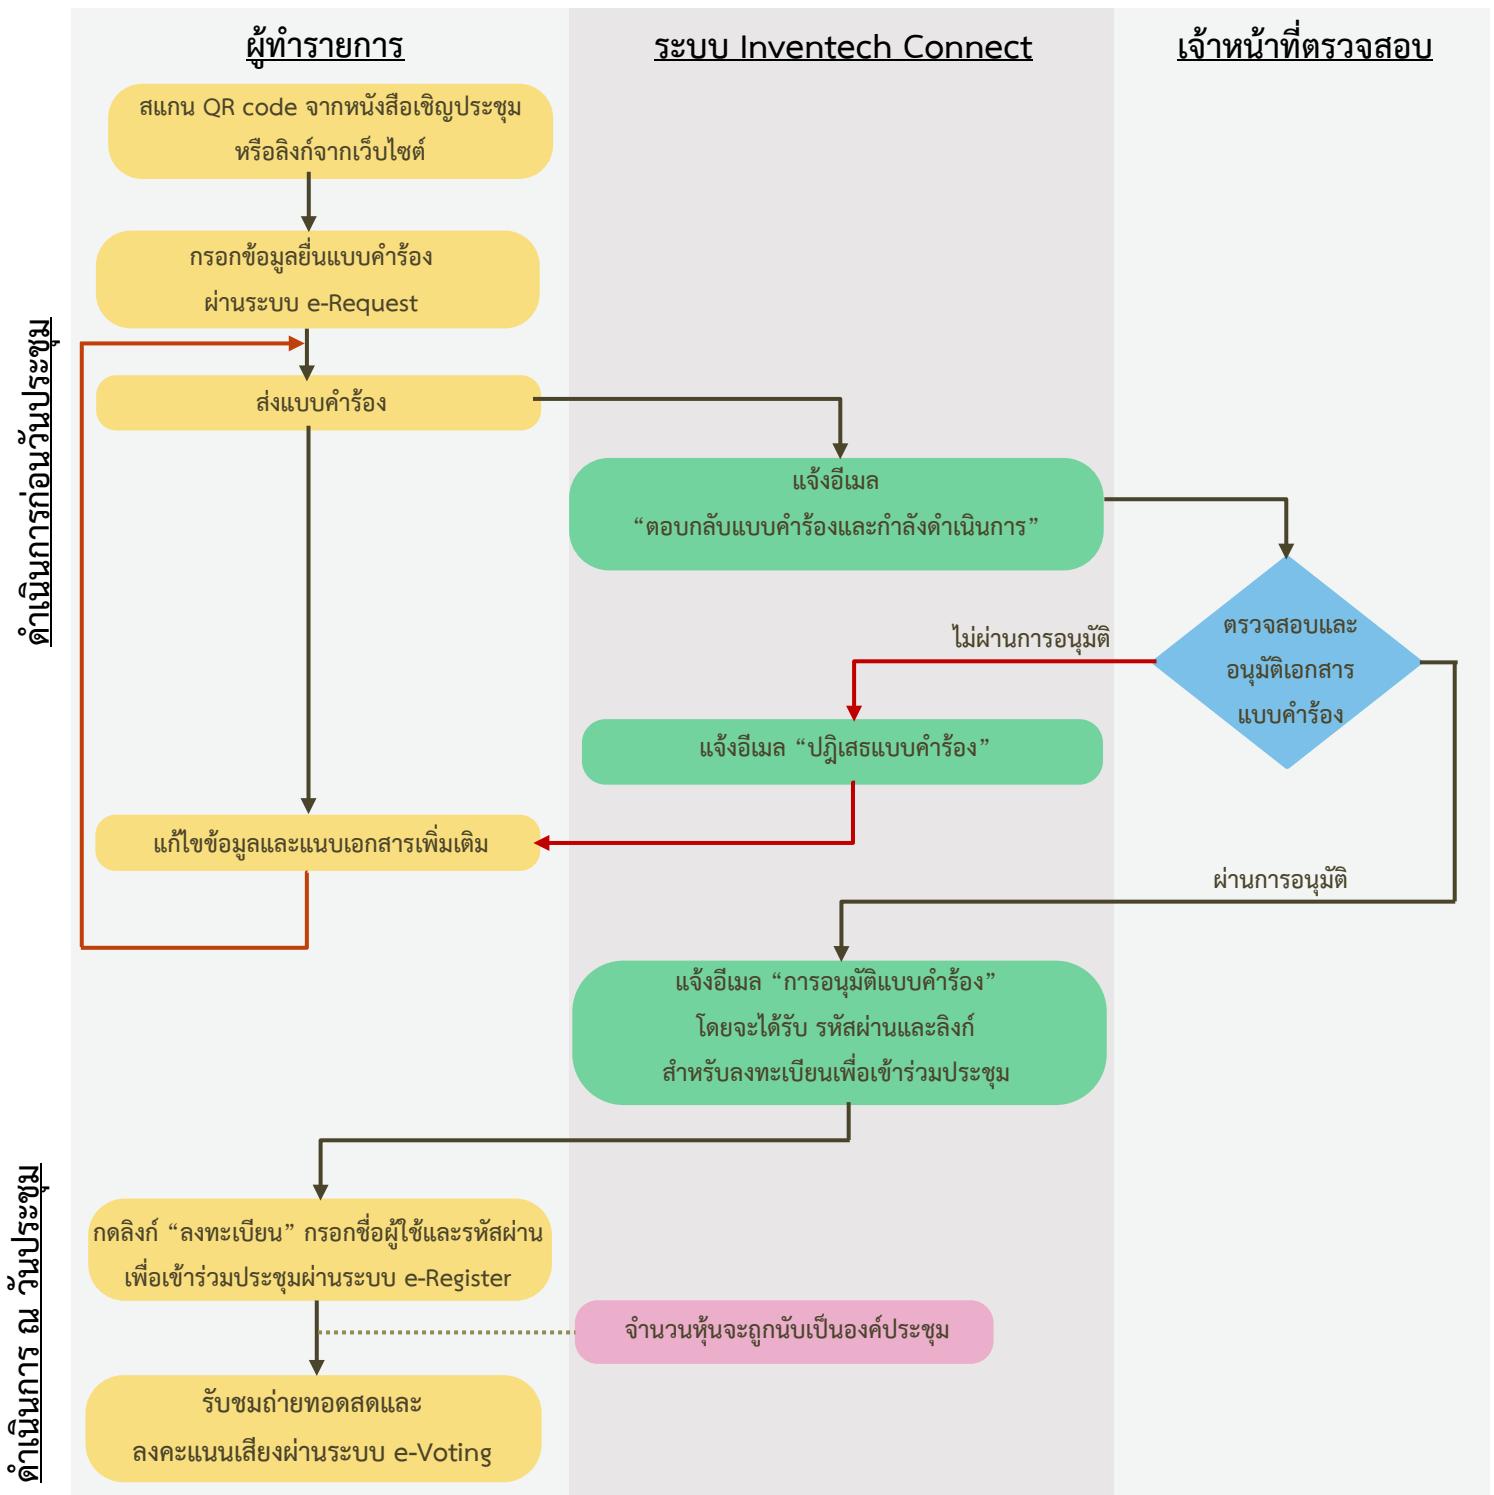 ผู้ทำรายการ
ระบบ Inventech Connect
เจ้าหน้าที่ตรวจสอบ
ดำเนินการก่อนวันประชุม
สแกน QR code จากหนังสือเชิญประชุม
หรือลิงก์จากเว็บไซต์
กรอกข้อมูลยื่นแบบคำร้อง
ผ่านระบบ e-Request
ส่งแบบคำร้อง
แจ้งอีเมล
“ตอบกลับแบบคำร้องและกำลังดำเนินการ”
ตรวจสอบและ
อนุมัติเอกสาร
แบบคำร้อง
ไม่ผ่านการอนุมัติ
แจ้งอีเมล “ปฎิเสธแบบคำร้อง”
แก้ไขข้อมูลและแนบเอกสารเพิ่มเติม
ผ่านการอนุมัติ
แจ้งอีเมล “การอนุมัติแบบคำร้อง”
โดยจะได้รับ รหัสผ่านและลิงก์
สำหรับลงทะเบียนเพื่อเข้าร่วมประชุม
ดำเนินการ ณ วันประชุม
กดลิงก์ “ลงทะเบียน” กรอกชื่อผู้ใช้และรหัสผ่าน
เพื่อเข้าร่วมประชุมผ่านระบบ e-Register
จำนวนหุ้นจะถูกนับเป็นองค์ประชุม
รับชมถ่ายทอดสดและ
ลงคะแนนเสียงผ่านระบบ e-Voting